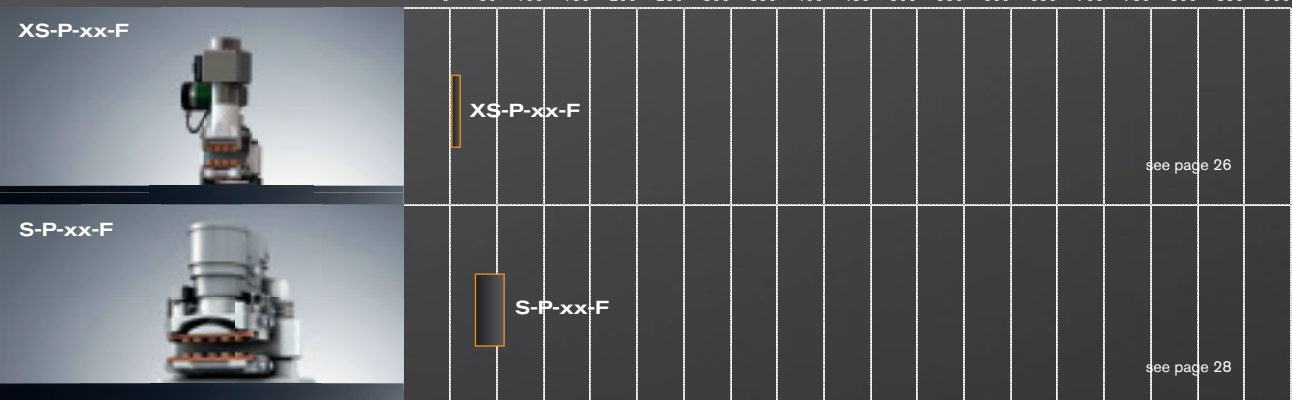 XS-P-xx-F
XS-P-xx-F
see page 26
S-P-xx-F
S-P-xx-F
see page 28